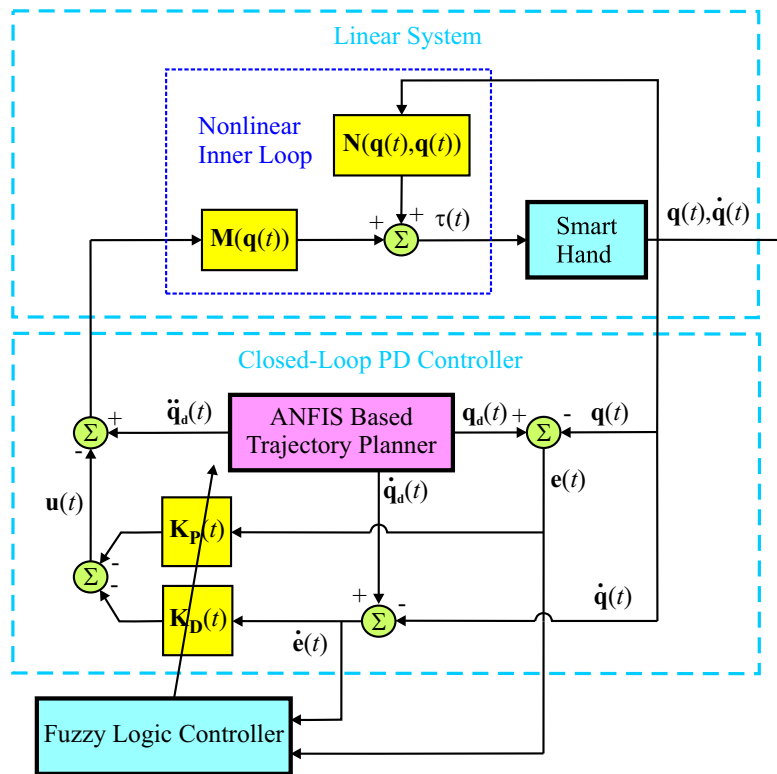 Linear System
Nonlinear
Inner Loop
N(q(t),q(t))
M(q(t))
+
+
Σ
τ(t)
Smart
Hand
q(t),q̇(t)
Closed-Loop PD Controller
Σ
+
-
q̈d(t)
ANFIS Based
Trajectory Planner
qd(t)
+
-
Σ
q(t)
q̇d(t)
e(t)
u(t)
KP(t)
-
-
Σ
KD(t)
ė(t)
+
-
Σ
q̇(t)
Fuzzy Logic Controller